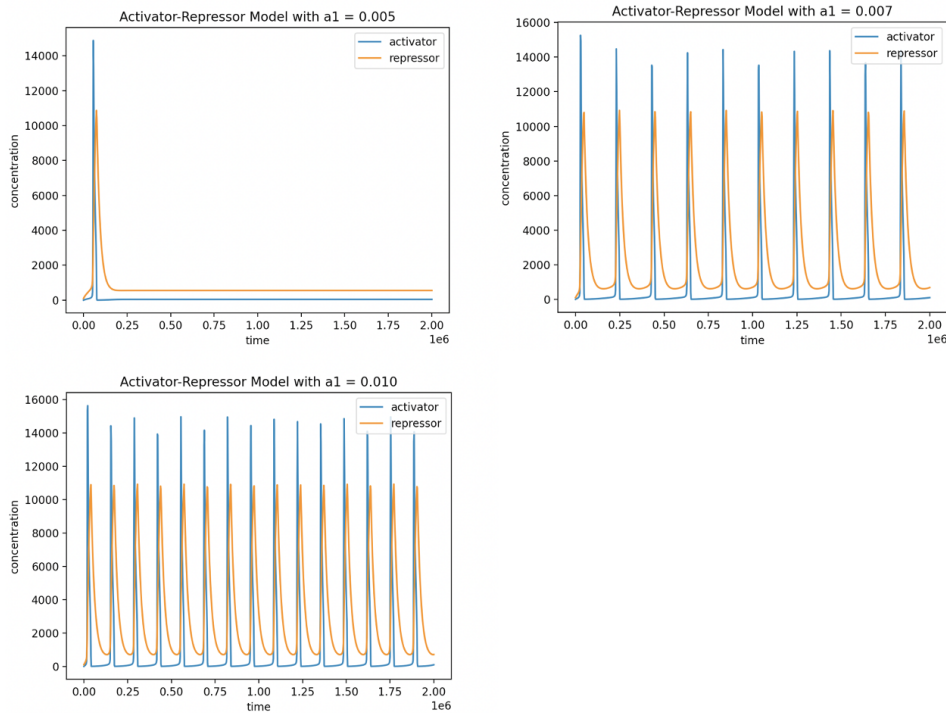 Activator-Repressor Model with a1 = 0.005
activator
repressor
14000
12000
10000
8000
6000
4000
2000
0
concentration
0.00 0.25 0.50 0.75 1.00 1.25 1.50 1.75 2.00
time
1e6
Activator-Repressor Model with a1 = 0.007
activator
repressor
16000
14000
12000
10000
8000
6000
4000
2000
0
concentration
0.00 0.25 0.50 0.75 1.00 1.25 1.50 1.75 2.00
time
1e6
Activator-Repressor Model with a1 = 0.010
activator
repressor
16000
14000
12000
10000
8000
6000
4000
2000
0
concentration
0.00 0.25 0.50 0.75 1.00 1.25 1.50 1.75 2.00
time
1e6